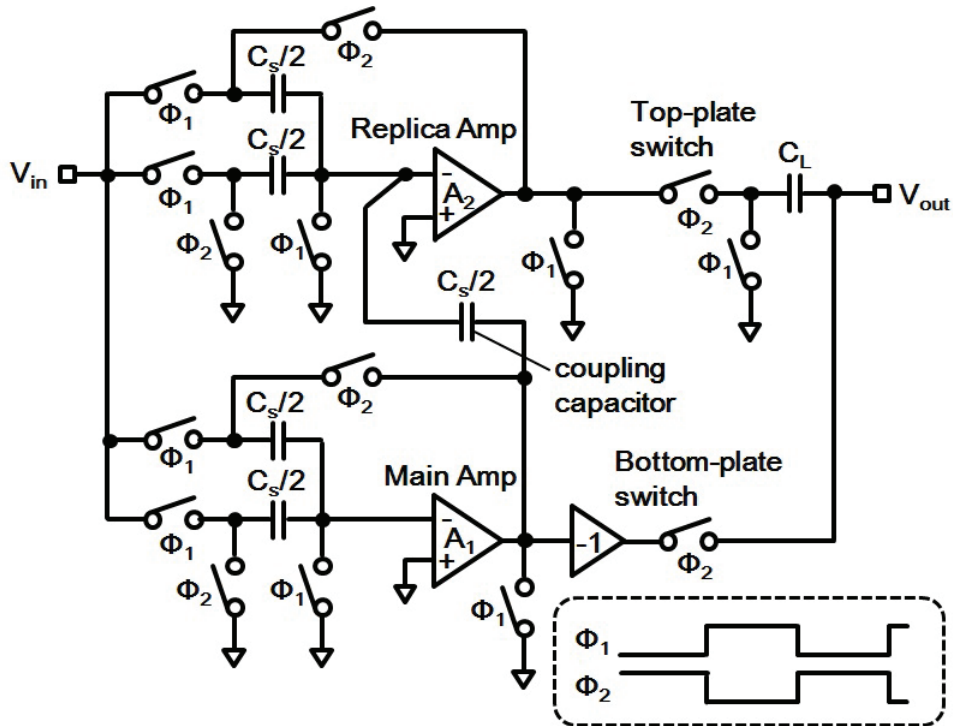 Φ2
Cs/2
Φ1
Replica Amp
Top-plate
switch
Cs/2
CL
Vin
Vout
-
A2
+
Φ1
Φ2
Φ2
Φ1
Φ1
Φ1
Cs/2
coupling
capacitor
Φ2
Cs/2
Φ1
Main Amp
Bottom-plate
switch
Cs/2
-
A1
+
-1
Φ1
Φ2
Φ2
Φ1
Φ1
Φ1
Φ2